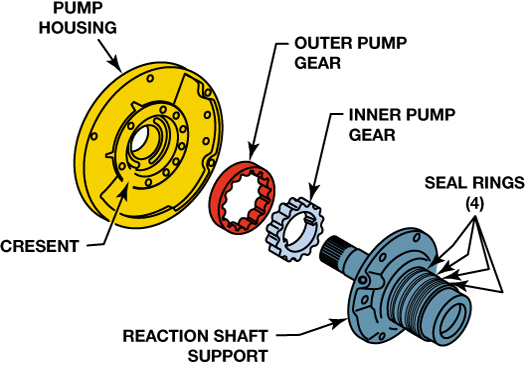 PUMP
HOUSING
OUTER PUMP
GEAR
INNER PUMP
GEAR
SEAL RINGS
(4)
CRESENT
REACTION SHAFT
SUPPORT